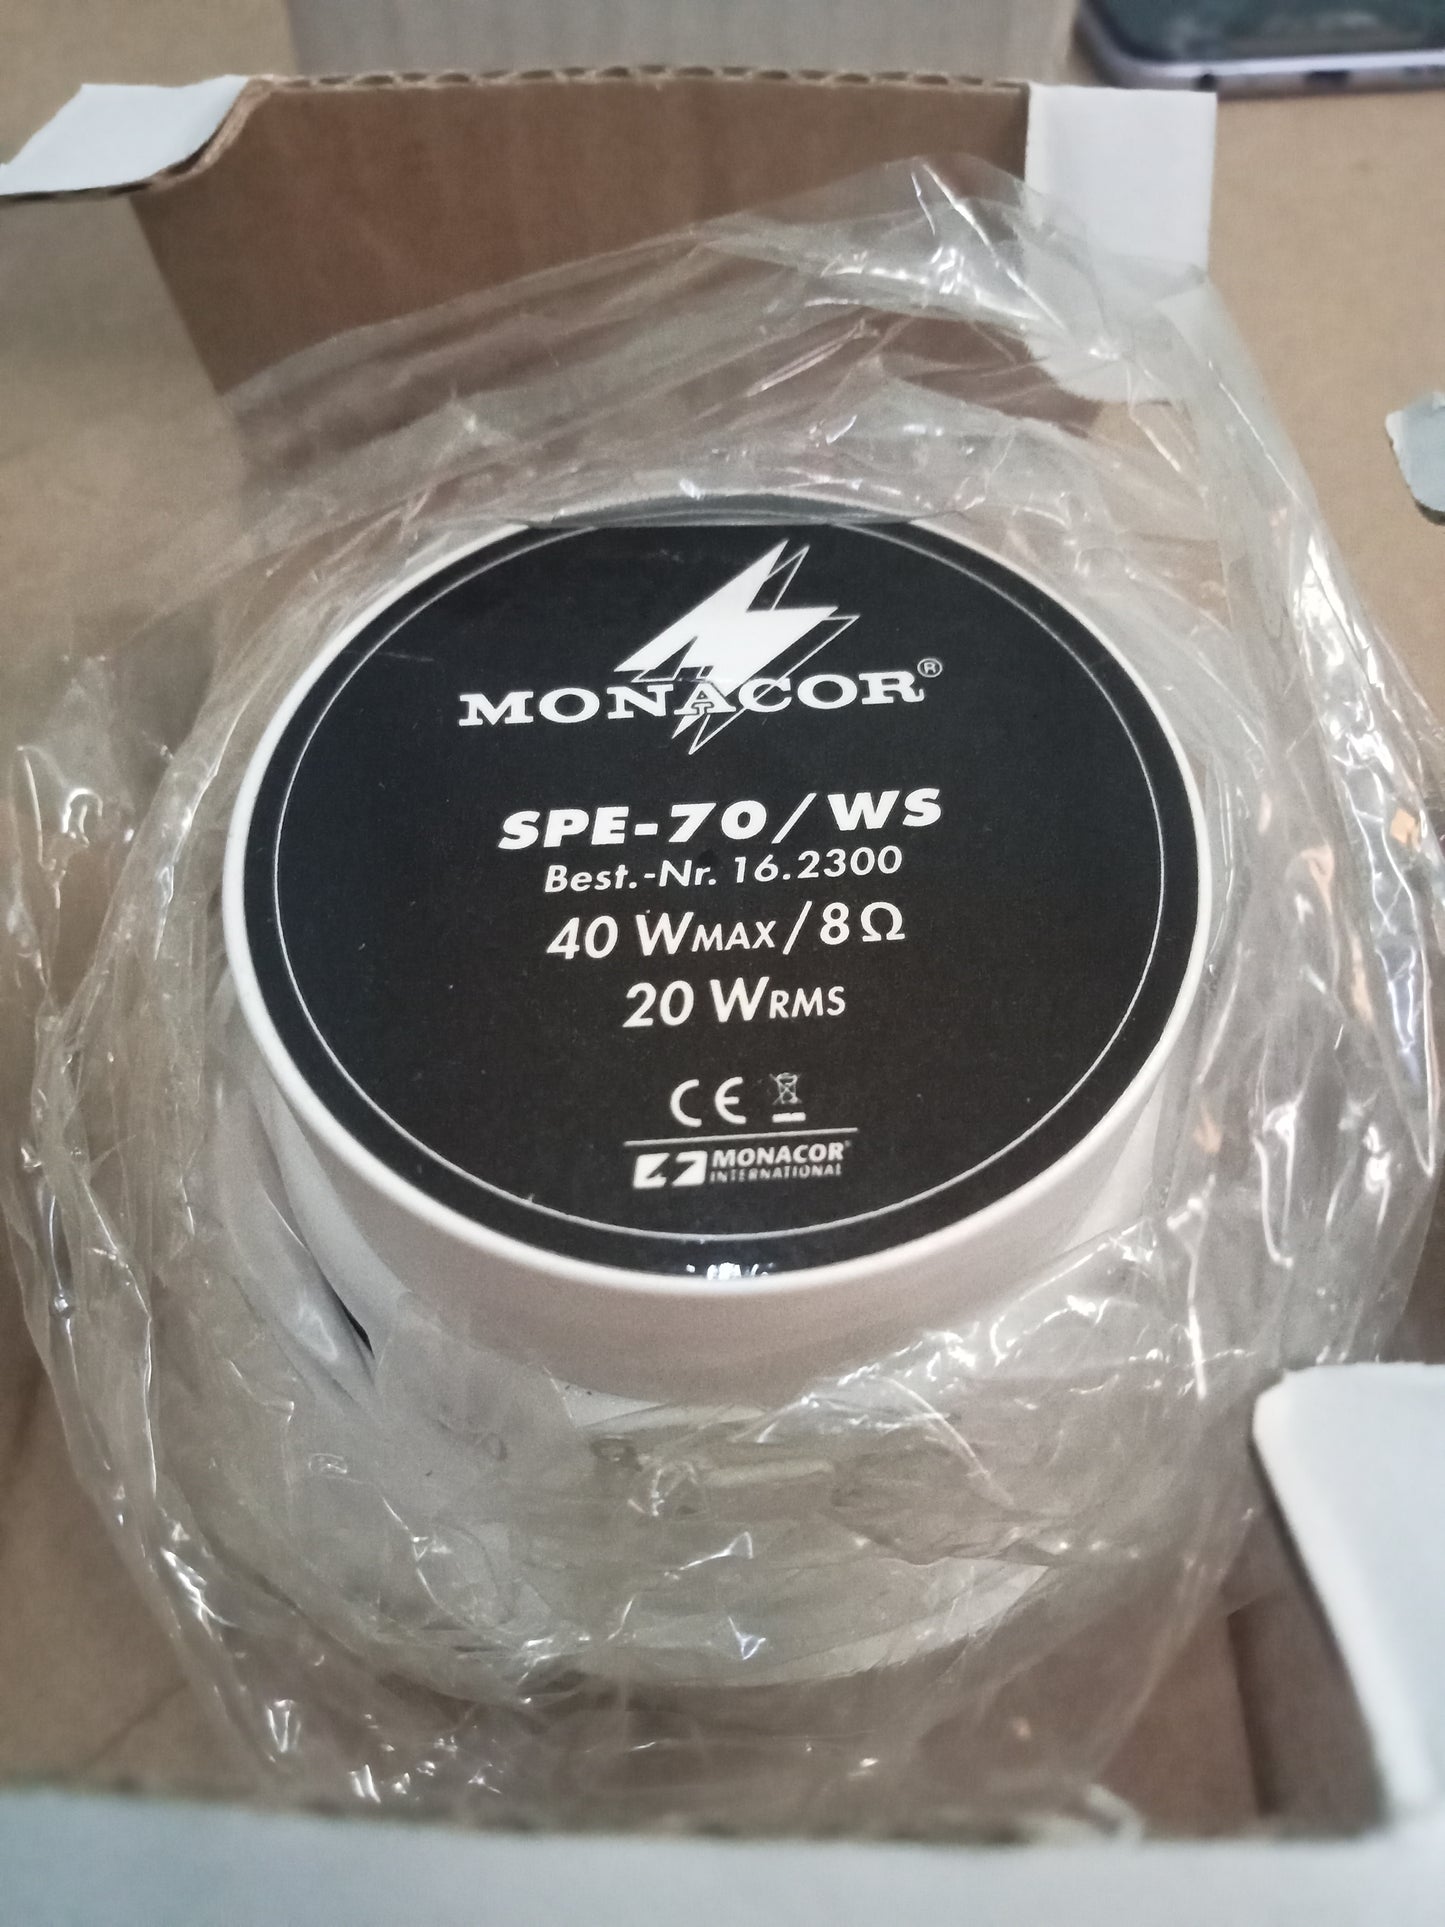 MONACOR®
SPE-70/WS
Best.-Nr. 16.2300
40 WMAX/8Ω
20 WRMS
CE
MONACOR®
INTERNATIONAL